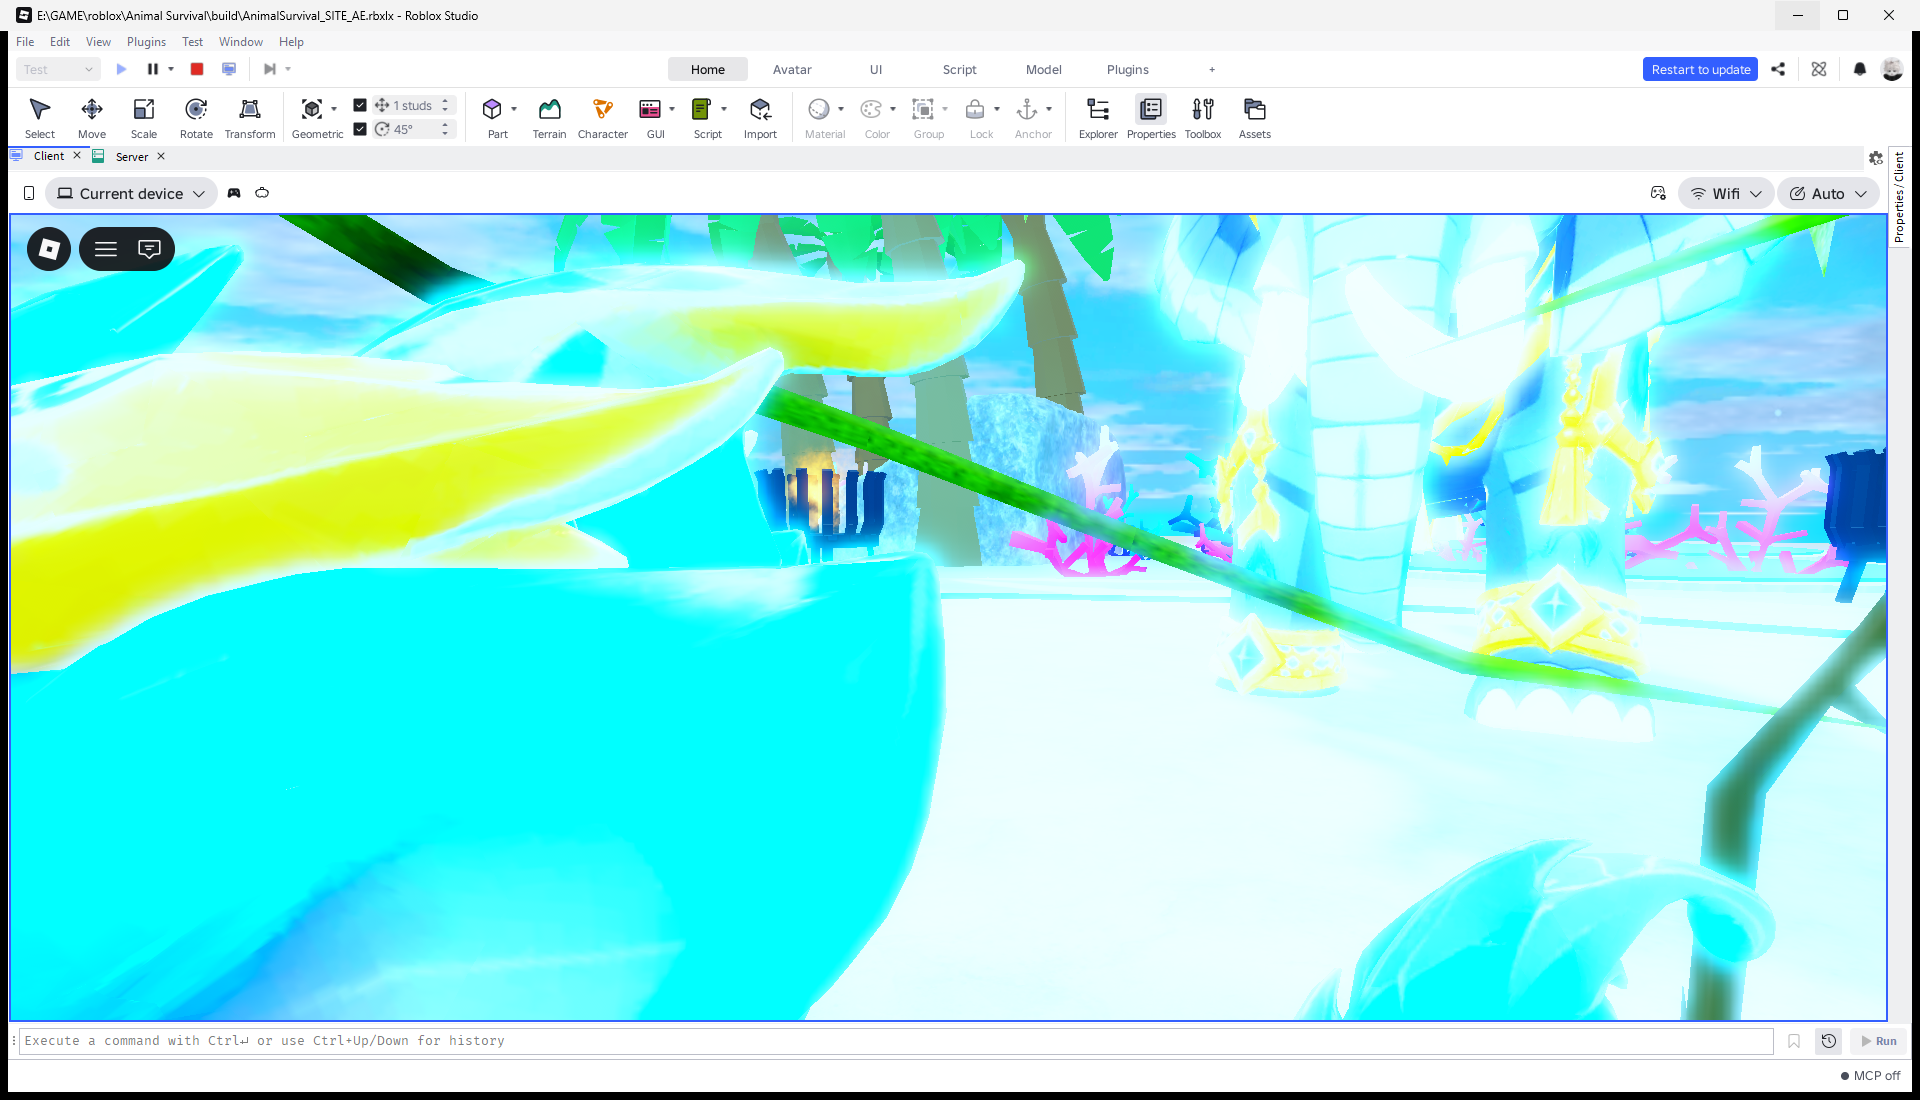 E:\GAME\roblox\Animal Survival\build\AnimalSurvival_SITE_AE.rbxlx - Roblox Studio
File Edit View Plugins Test Window Help
Test Home Avatar UI Script Model Plugins + Restart to update
1 studs
45°
Select Move Scale Rotate Transform Geometric Part Terrain Character GUI Script Import Material Color Group Lock Anchor Explorer Properties Toolbox Assets
Client Server
Properties / Client
Current device Wifi Auto
Execute a command with Ctrl↵ or use Ctrl+Up/Down for history
Run
MCP off